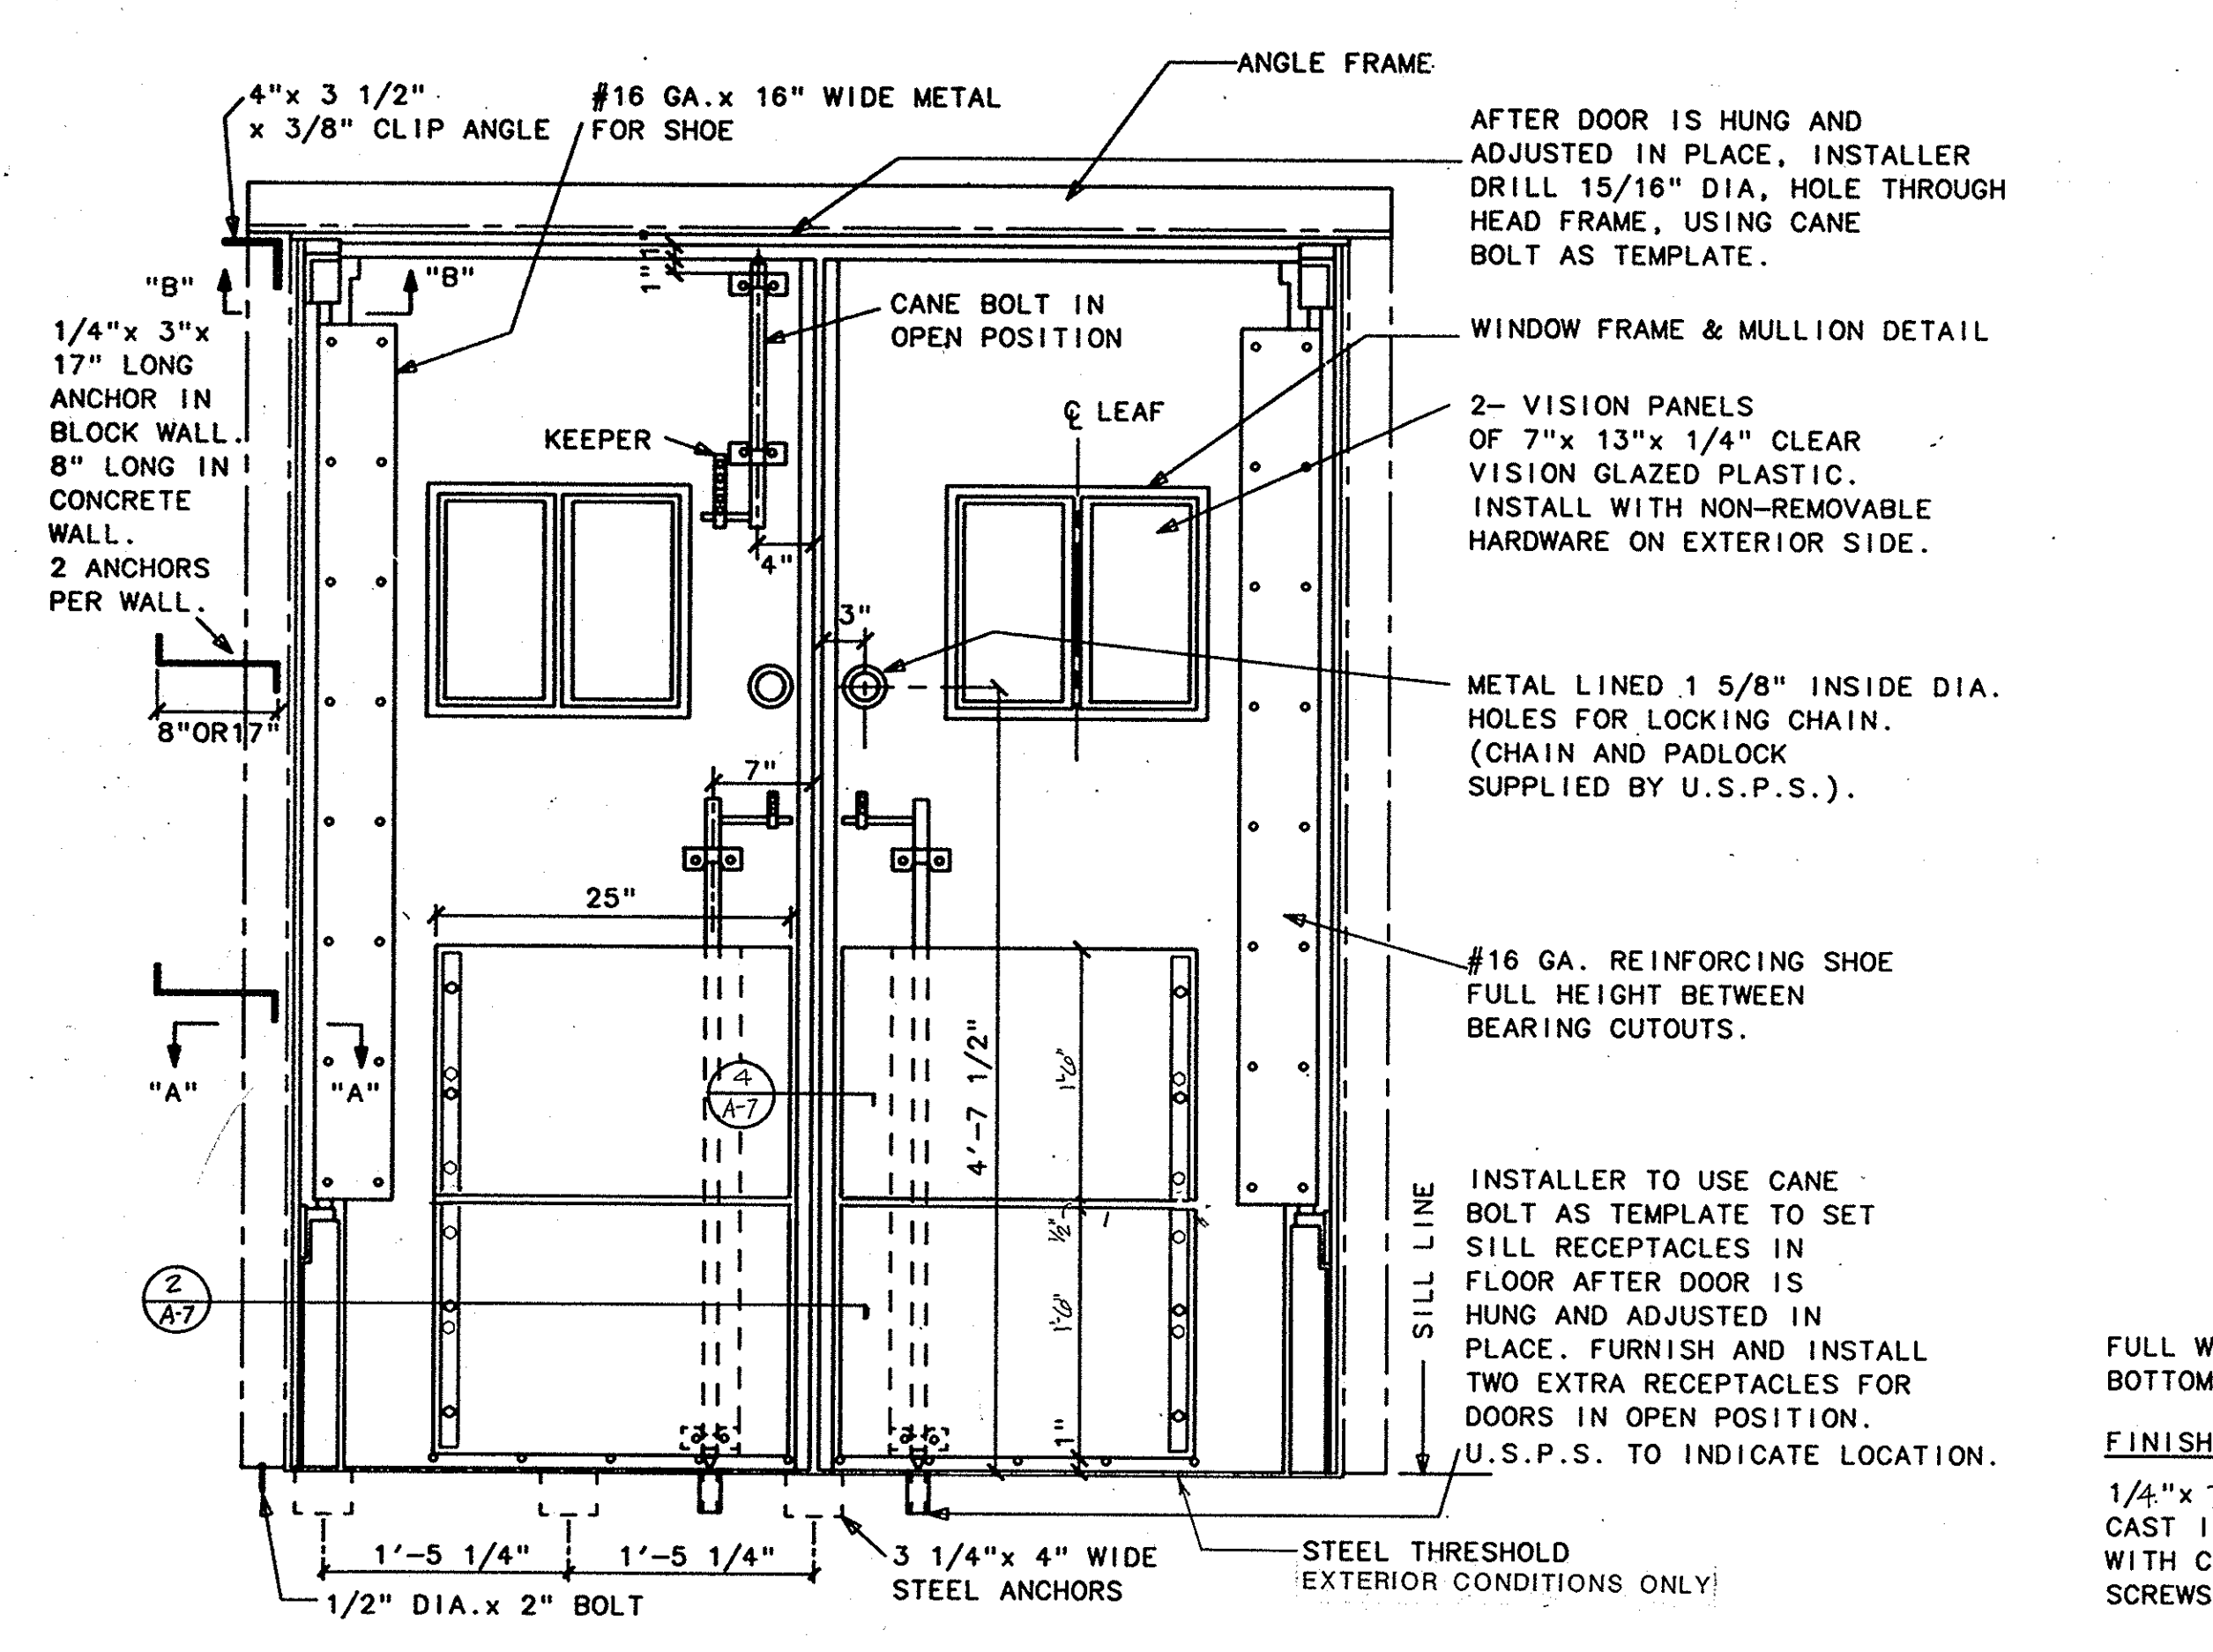 ANGLE FRAME
4"x 3 1/2"
x 3/8" CLIP ANGLE
#16 GA.x 16" WIDE METAL
FOR SHOE
AFTER DOOR IS HUNG AND
ADJUSTED IN PLACE, INSTALLER
DRILL 15/16" DIA, HOLE THROUGH
HEAD FRAME, USING CANE
BOLT AS TEMPLATE.
"B"
"B"
1"
1"
CANE BOLT IN
OPEN POSITION
WINDOW FRAME & MULLION DETAIL
1/4"x 3"x
17" LONG
ANCHOR IN
BLOCK WALL.
8" LONG IN
CONCRETE
WALL.
2 ANCHORS
PER WALL.
KEEPER
℄ LEAF
2- VISION PANELS
OF 7"x 13"x 1/4" CLEAR
VISION GLAZED PLASTIC.
INSTALL WITH NON-REMOVABLE
HARDWARE ON EXTERIOR SIDE.
4"
3"
8"OR17"
METAL LINED 1 5/8" INSIDE DIA.
HOLES FOR LOCKING CHAIN.
(CHAIN AND PADLOCK
SUPPLIED BY U.S.P.S.).
7"
25"
#16 GA. REINFORCING SHOE
FULL HEIGHT BETWEEN
BEARING CUTOUTS.
"A"
"A"
4
A-7
4'-7 1/2"
1'-6"
1/2"
1'-6"
1"
2
A-7
SILL LINE
INSTALLER TO USE CANE
BOLT AS TEMPLATE TO SET
SILL RECEPTACLES IN
FLOOR AFTER DOOR IS
HUNG AND ADJUSTED IN
PLACE. FURNISH AND INSTALL
TWO EXTRA RECEPTACLES FOR
DOORS IN OPEN POSITION.
U.S.P.S. TO INDICATE LOCATION.
1'-5 1/4"
1'-5 1/4"
1/2" DIA.x 2" BOLT
3 1/4"x 4" WIDE
STEEL ANCHORS
STEEL THRESHOLD
EXTERIOR CONDITIONS ONLY
FULL
BOTTOM
FINISH
1/4"x
CAST
WITH
SCREWS